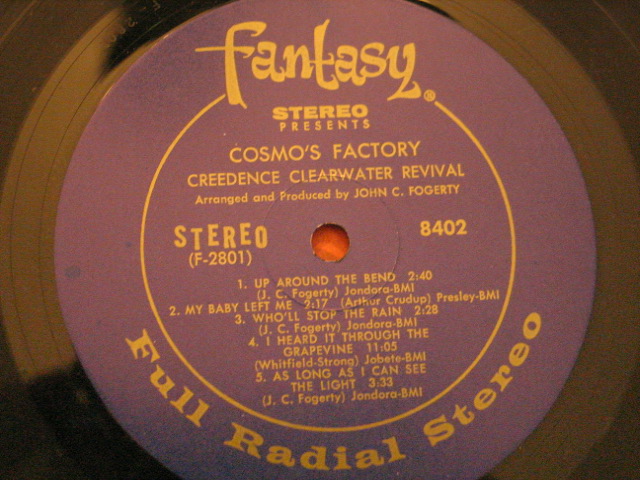 fantasy®
STEREO
PRESENTS
COSMO'S FACTORY
CREEDENCE CLEARWATER REVIVAL
Arranged and Produced by JOHN C. FOGERTY
STEREO
(F-2801)
8402
1. UP AROUND THE BEND 2:40
(J. C. Fogerty) Jondora-BMI
2. MY BABY LEFT ME 2:17 (Arthur Crudup) Presley-BMI
3. WHO'LL STOP THE RAIN 2:28
(J. C. Fogerty) Jondora-BMI
4. I HEARD IT THROUGH THE
GRAPEVINE 11:05
(Whitfield-Strong) Jobete-BMI
5. AS LONG AS I CAN SEE
THE LIGHT 3:33
(J. C. Fogerty) Jondora-BMI
Full Radial Stereo